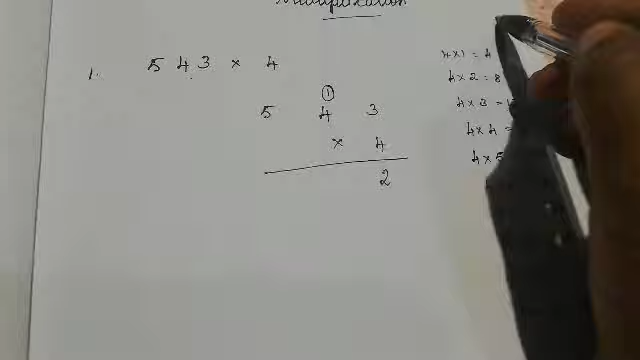 Multiplication
1. 543 × 4
1
5 4 3
× 4
2
4×1 = 4
4×2 = 8
4×3 = 1
4×4 =
4×5